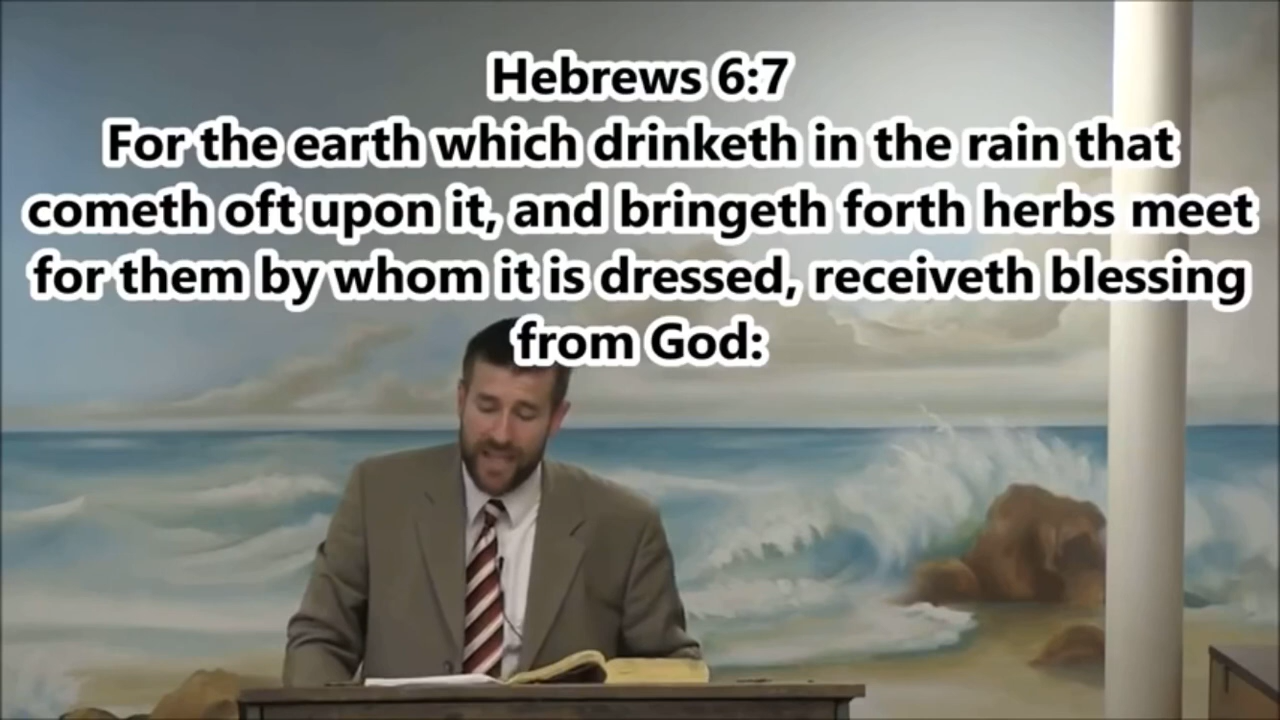 Hebrews 6:7
For the earth which drinketh in the rain that
cometh oft upon it, and bringeth forth herbs meet
for them by whom it is dressed, receiveth blessing
from God: